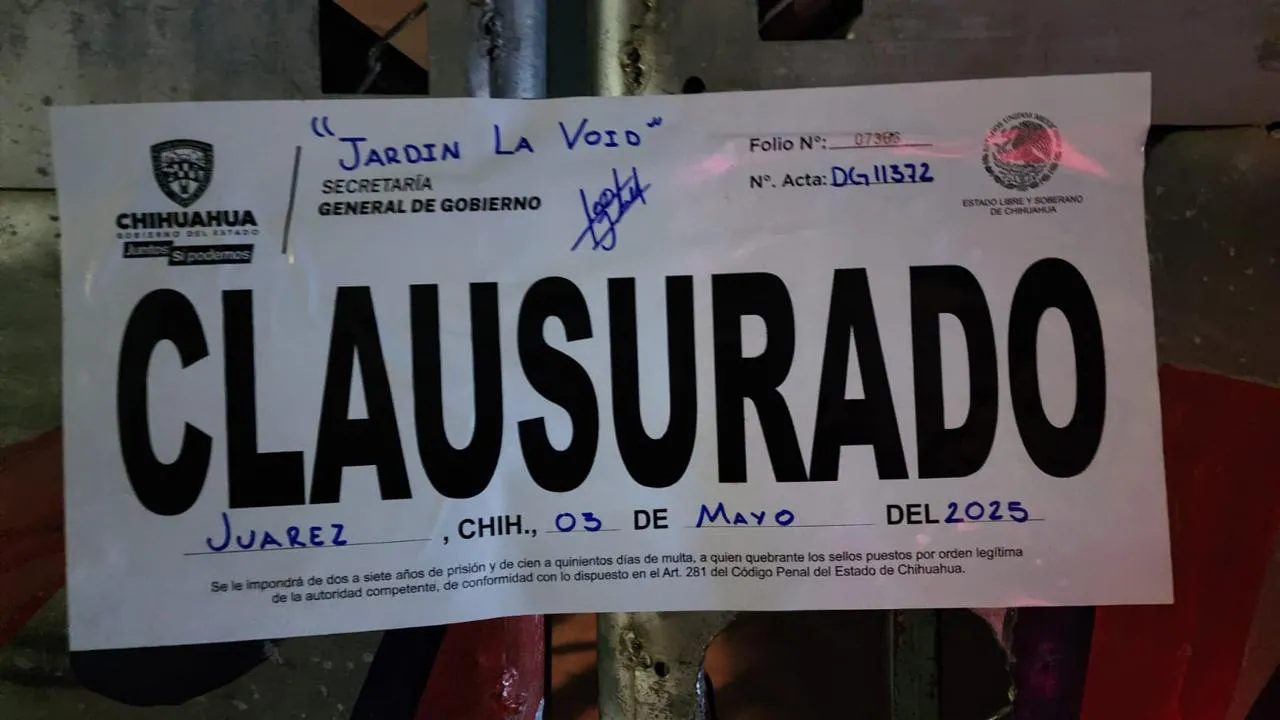 "JARDIN LA VOID"
SECRETARÍA
GENERAL DE GOBIERNO
CHIHUAHUA
GOBIERNO DEL ESTADO
Juntos Sí podemos
Folio N°:
N°. Acta: DG11372
ESTADO LIBRE Y SOBERANO
DE CHIHUAHUA
CLAUSURADO
JUAREZ, CHIH., 03 DE MAYO DEL 2025
Se le impondrá de dos a siete años de prisión y de cien a quinientos días de multa, a quien quebrante los sellos puestos por orden legítima
de la autoridad competente, de conformidad con lo dispuesto en el Art. 281 del Código Penal del Estado de Chihuahua.